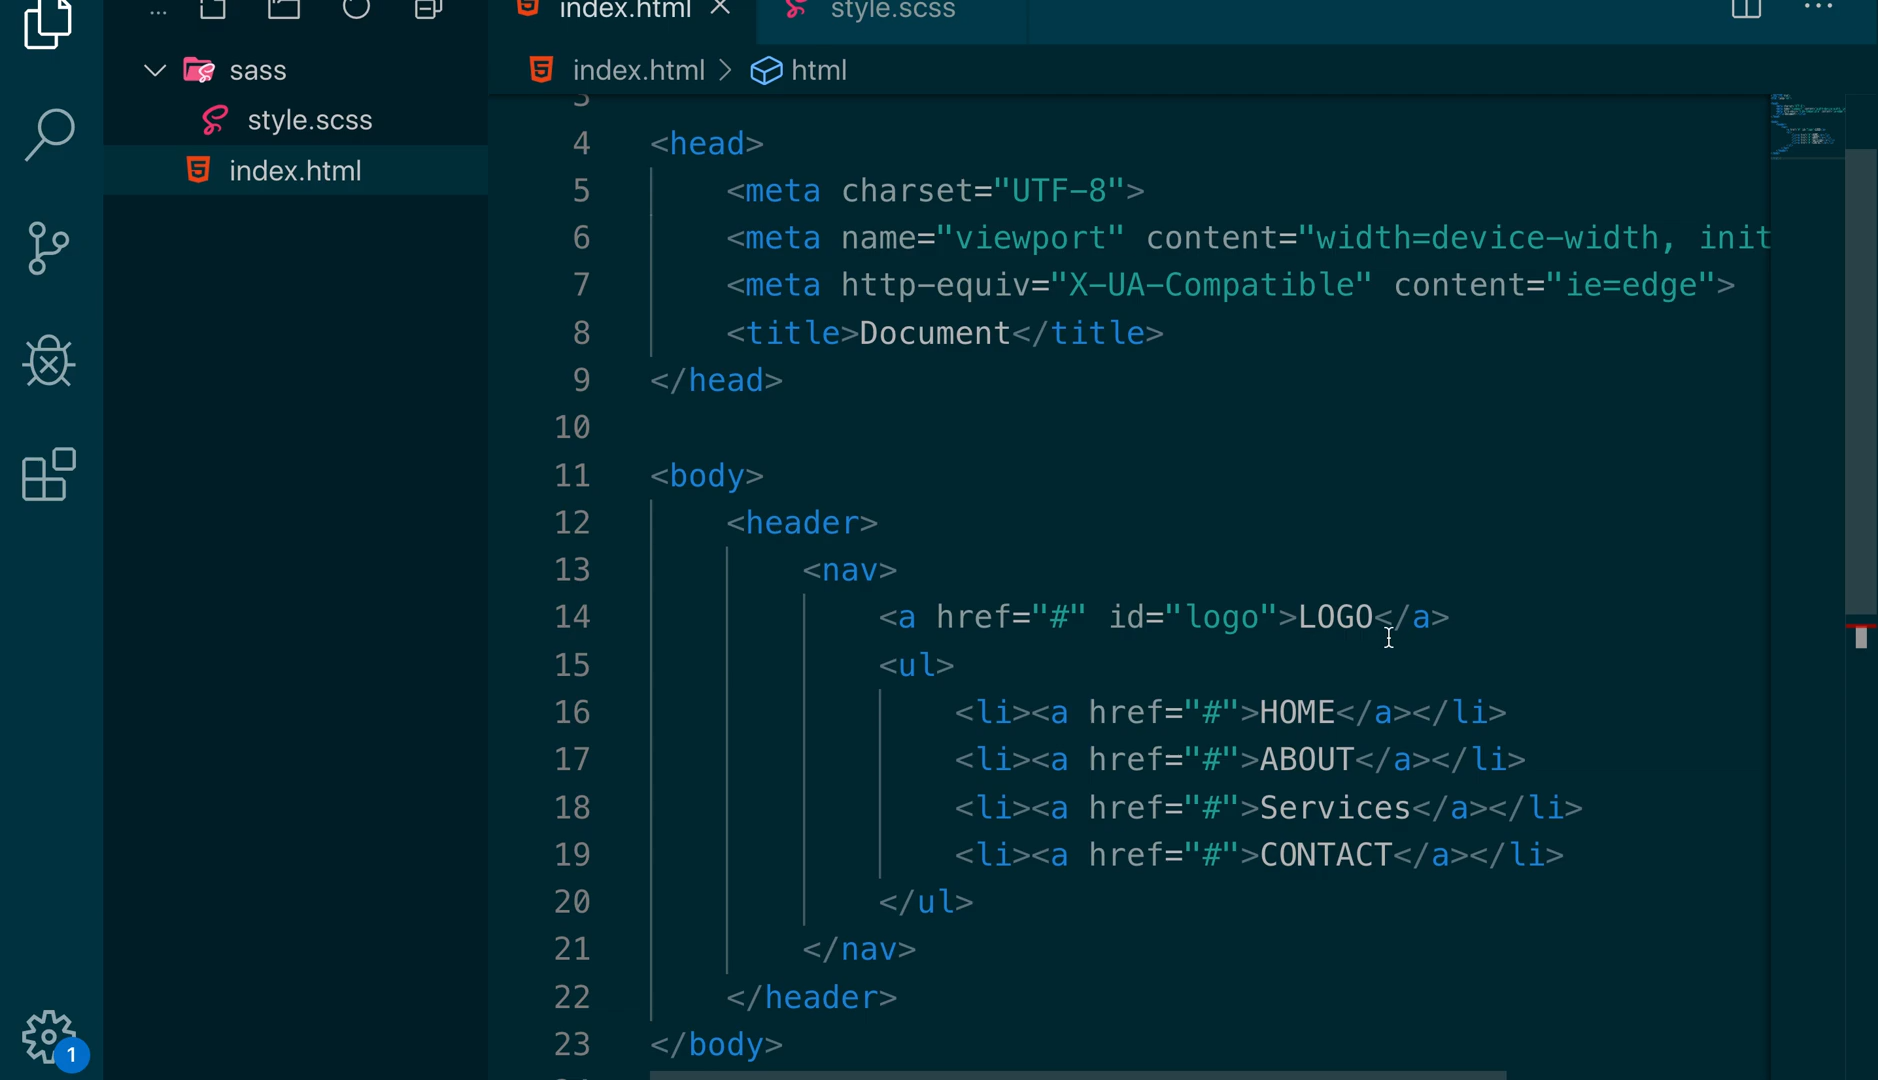 index.html
style.scss
sass
index.html > html
style.scss
index.html
4 <head>
5 <meta charset="UTF-8">
6 <meta name="viewport" content="width=device-width, init
7 <meta http-equiv="X-UA-Compatible" content="ie=edge">
8 <title>Document</title>
9 </head>
10
11 <body>
12 <header>
13 <nav>
14 <a href="#" id="logo">LOGO</a>
15 <ul>
16 <li><a href="#">HOME</a></li>
17 <li><a href="#">ABOUT</a></li>
18 <li><a href="#">Services</a></li>
19 <li><a href="#">CONTACT</a></li>
20 </ul>
21 </nav>
22 </header>
23 </body>
1